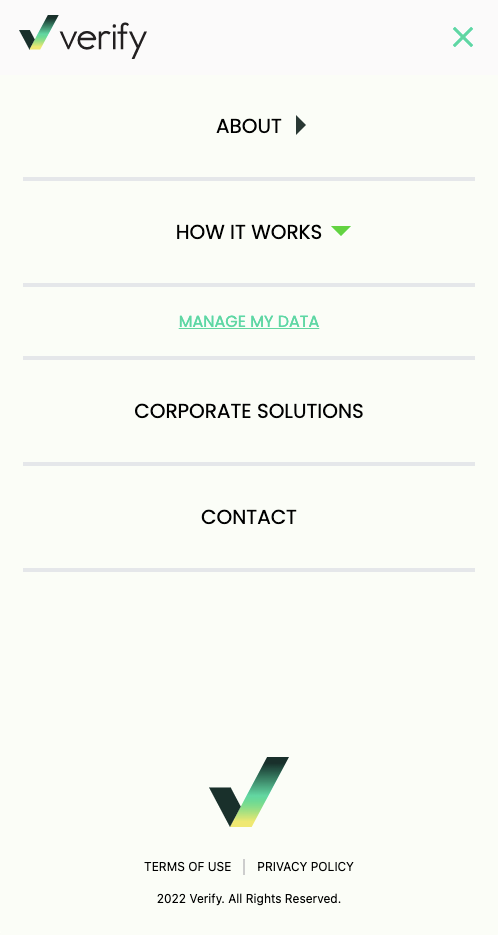 verify
ABOUT
HOW IT WORKS
MANAGE MY DATA
CORPORATE SOLUTIONS
CONTACT
TERMS OF USE | PRIVACY POLICY
2022 Verify. All Rights Reserved.